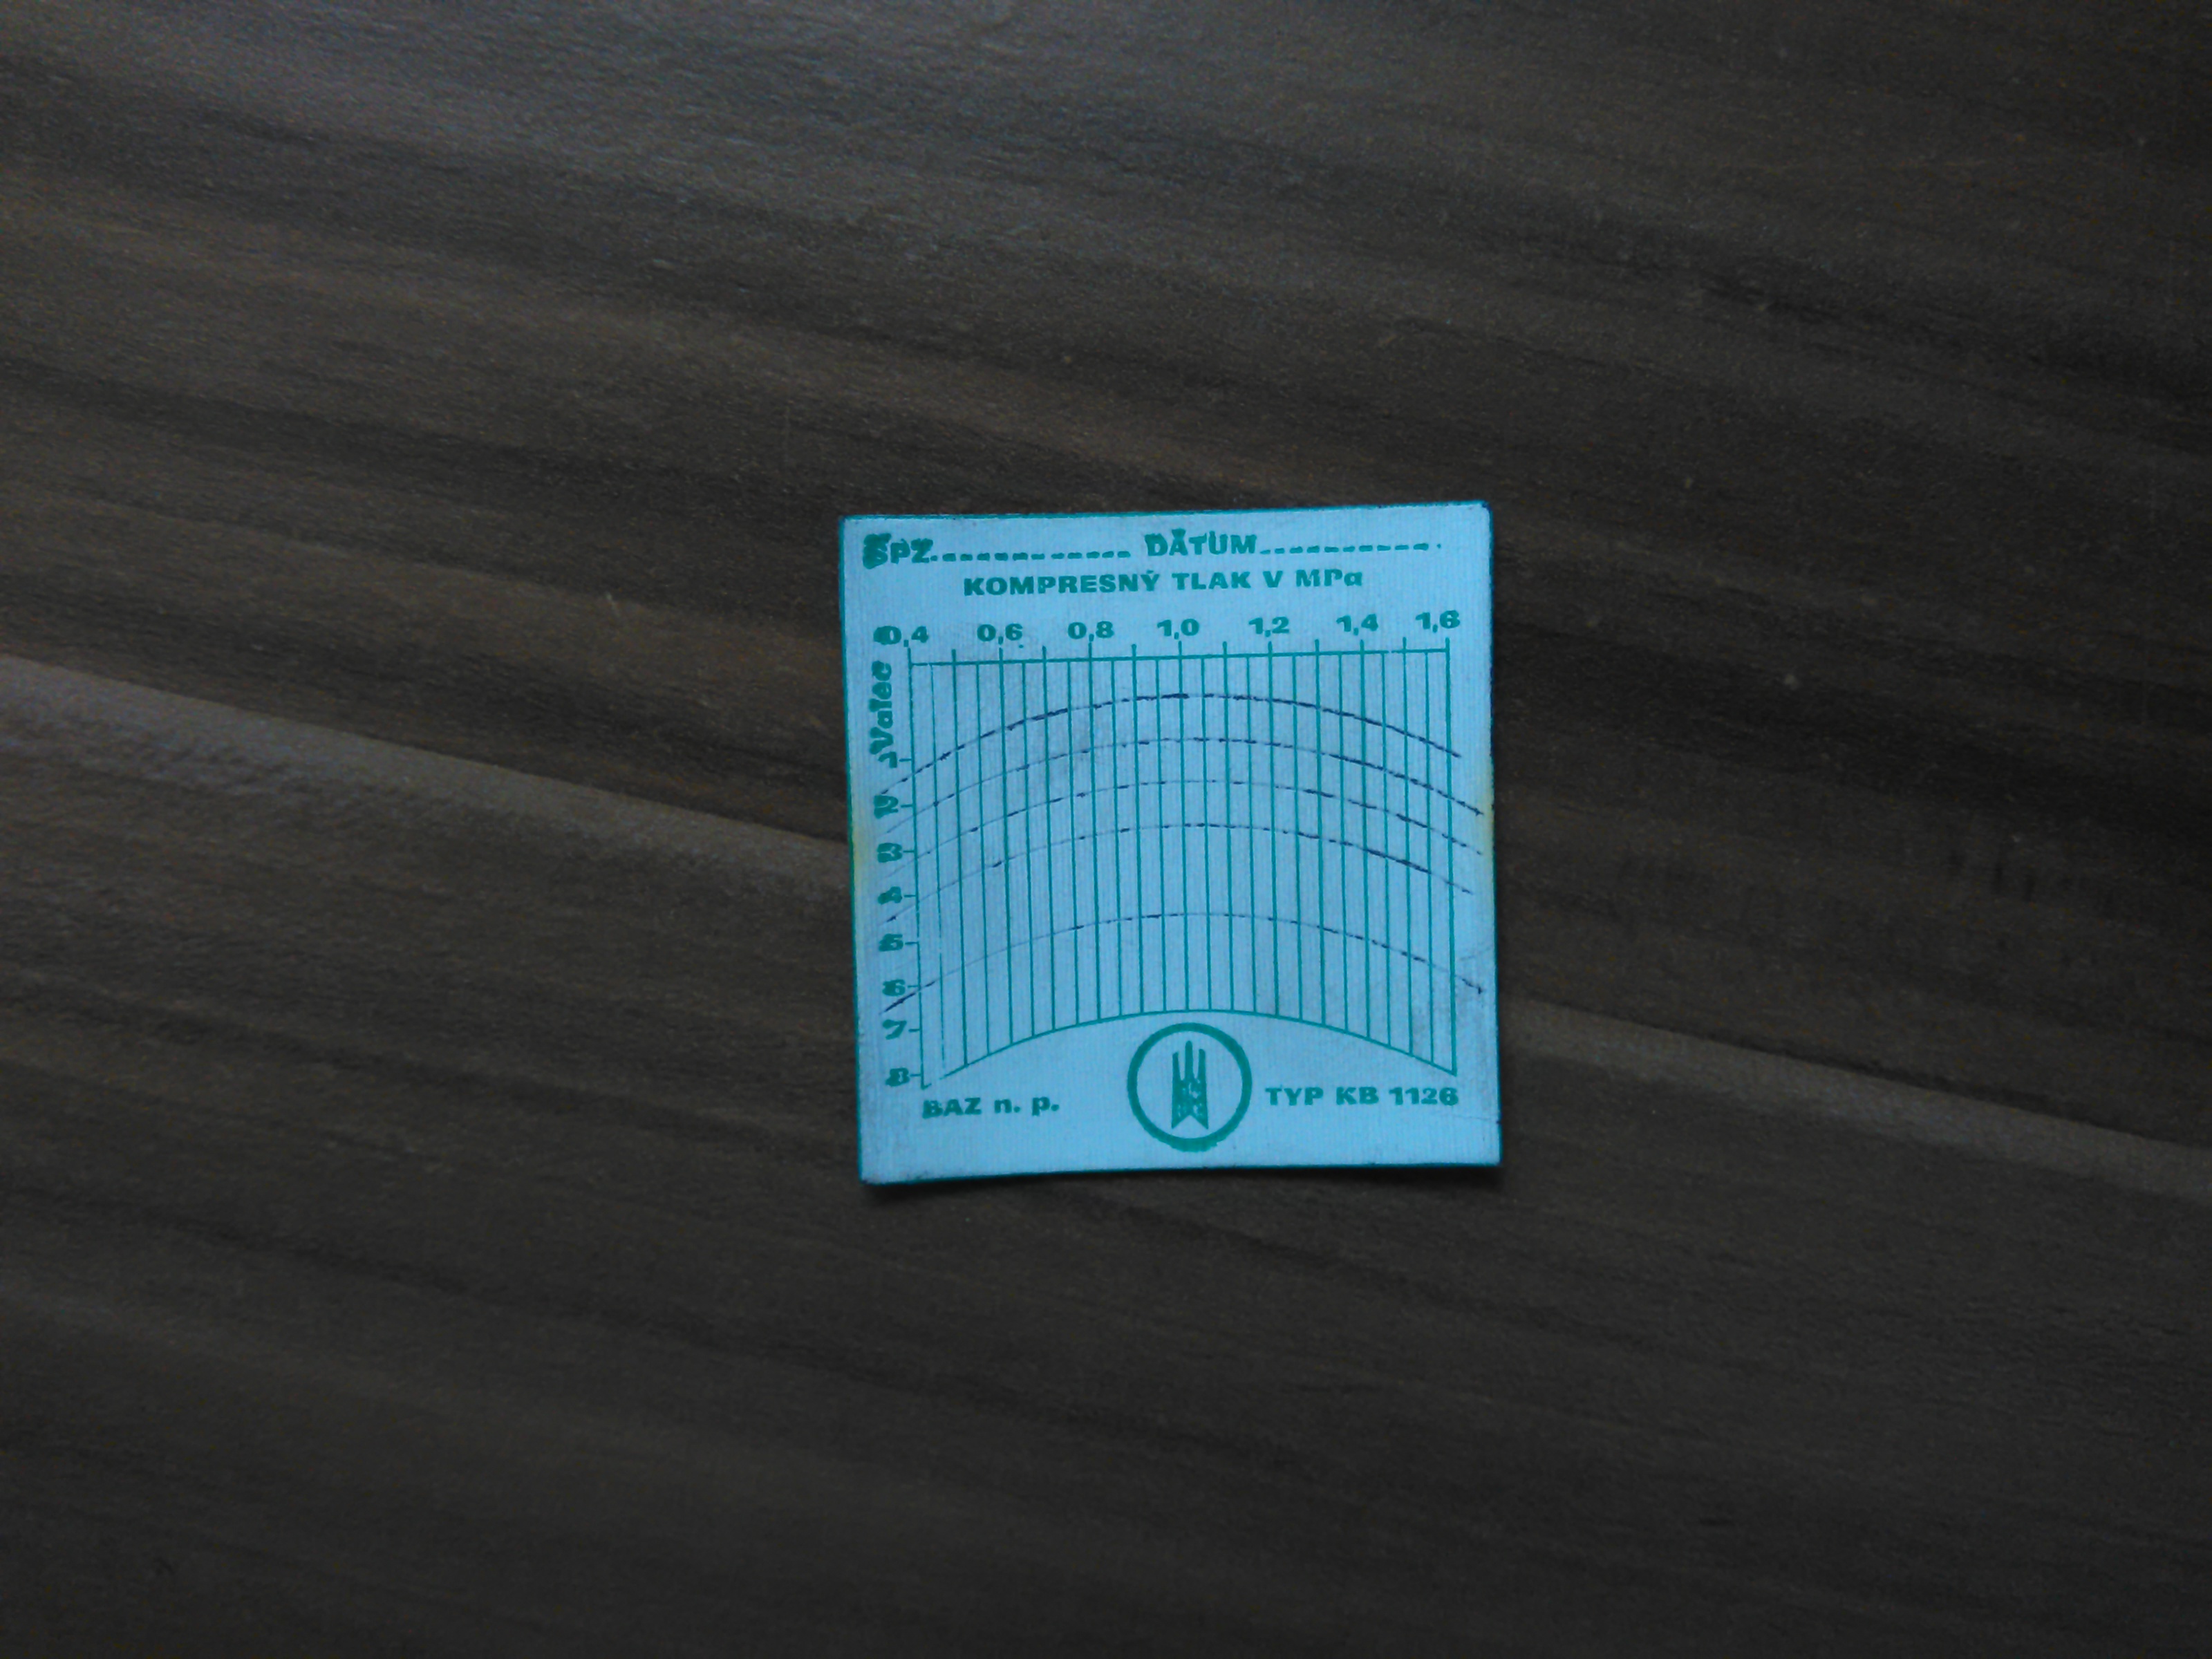 ŠPZ.............. DÁTUM..............
KOMPRESNÝ TLAK V MPa
0,4 0,6 0,8 1,0 1,2 1,4 1,6
Valec
1
2
3
4
5
6
7
8
BAZ n. p. TYP KB 1126